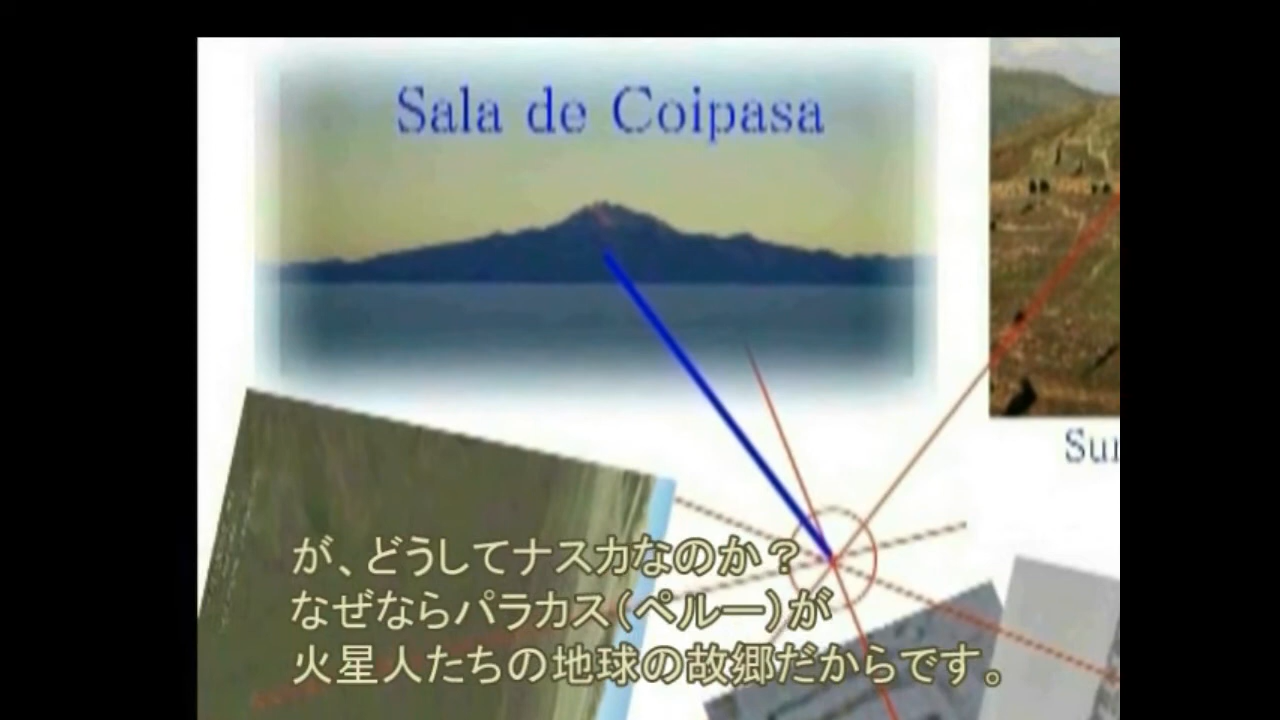 Sala de Coipasa
Sur
が、どうしてナスカなのか？
なぜならパラカス（ペルー）が
火星人たちの地球の故郷だからです。